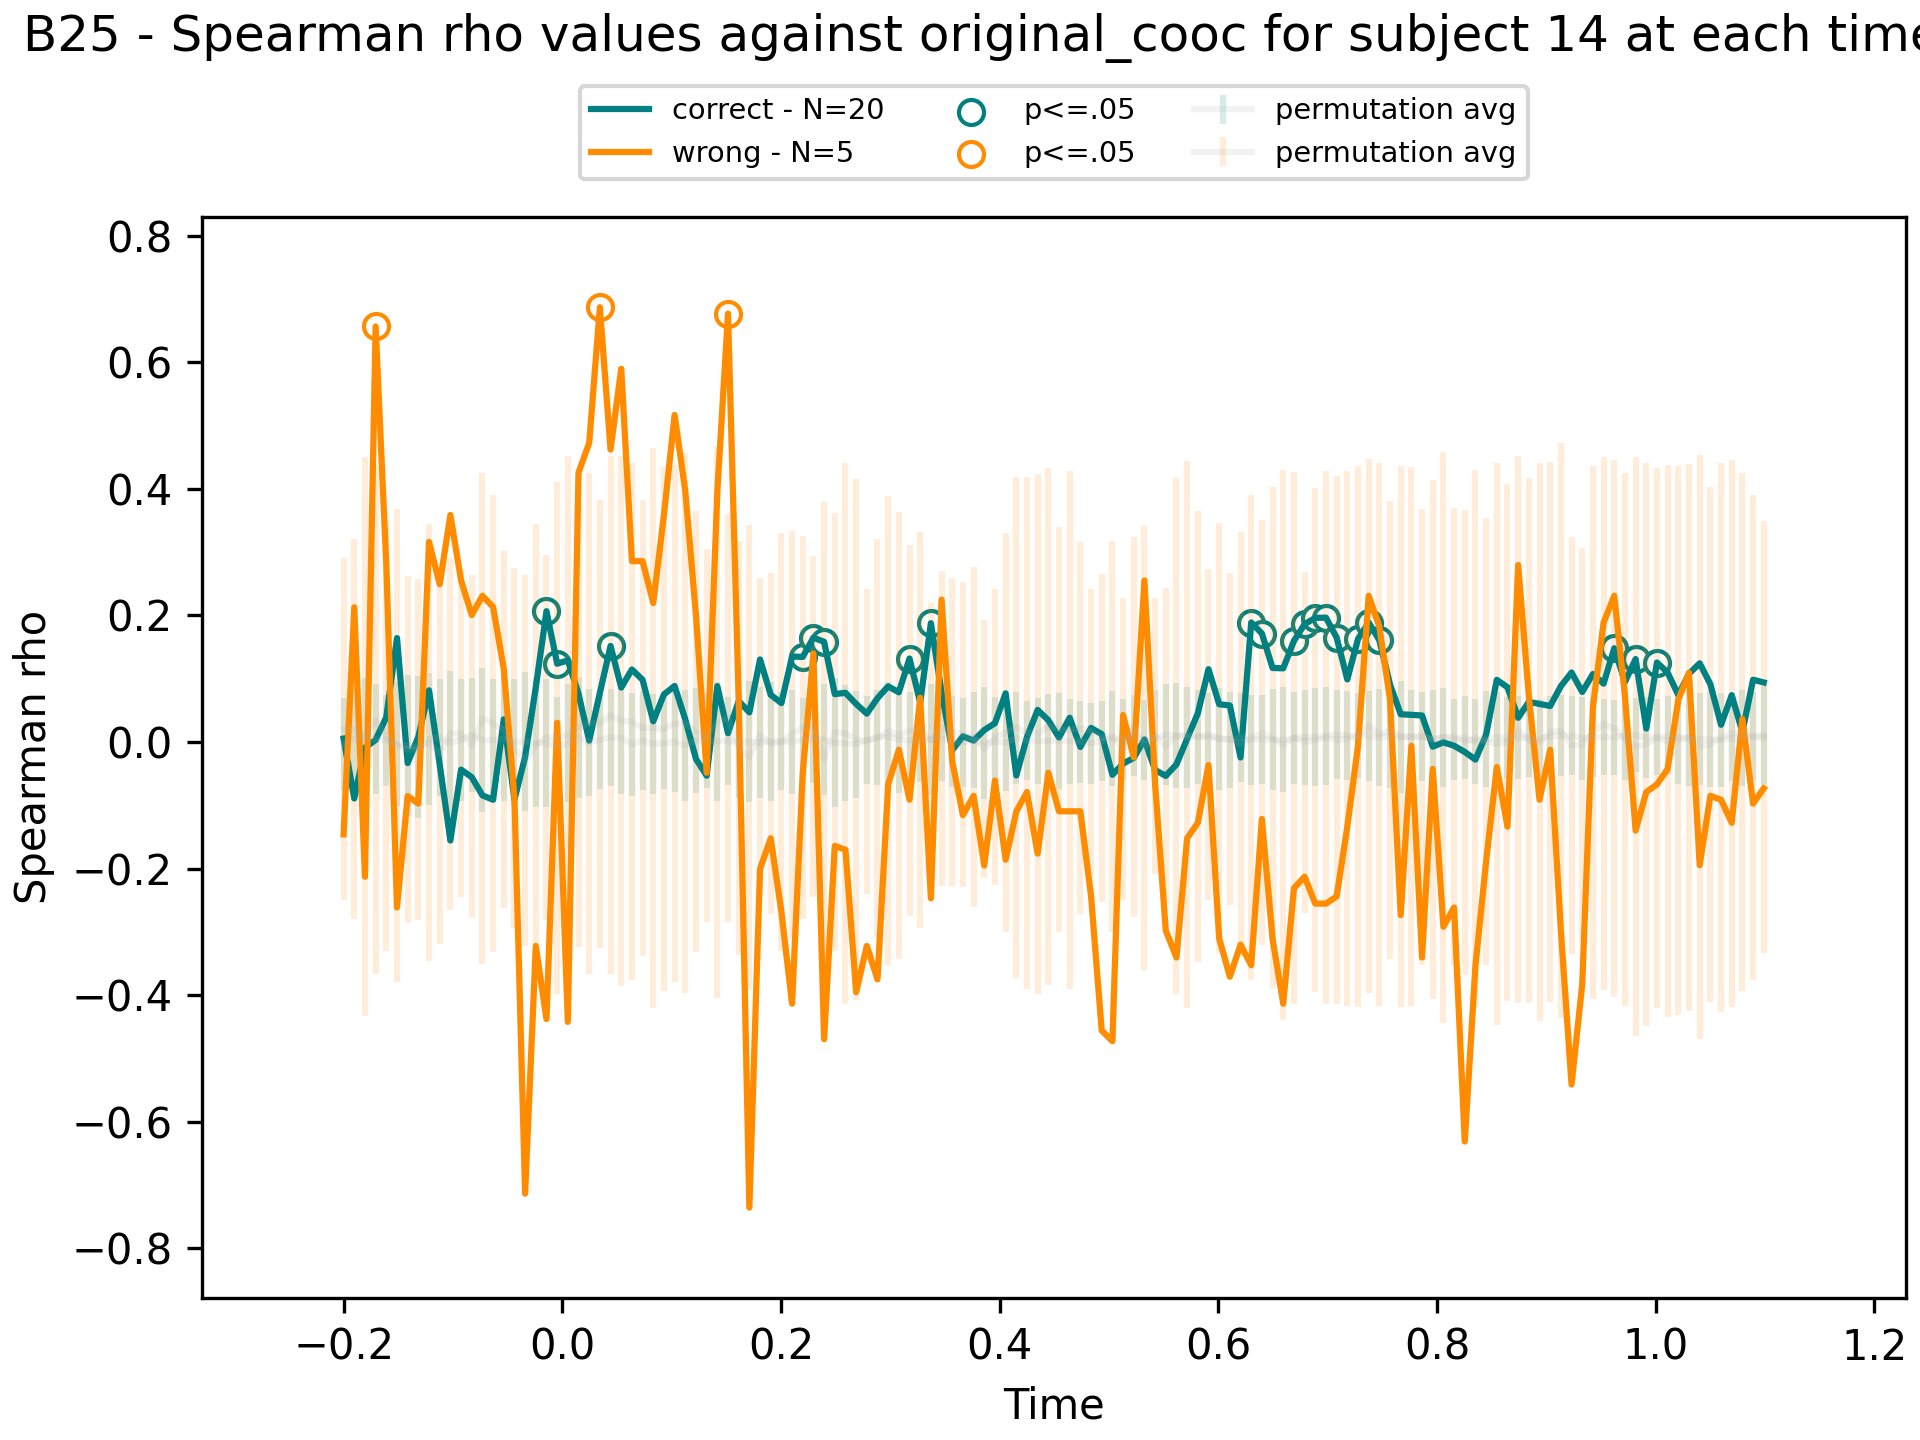 B25 - Spearman rho values against original_cooc for subject 14 at each time
correct - N=20
wrong - N=5
p<=.05
p<=.05
permutation avg
permutation avg
Spearman rho
0.8
0.6
0.4
0.2
0.0
−0.2
−0.4
−0.6
−0.8
−0.2 0.0 0.2 0.4 0.6 0.8 1.0 1.2
Time